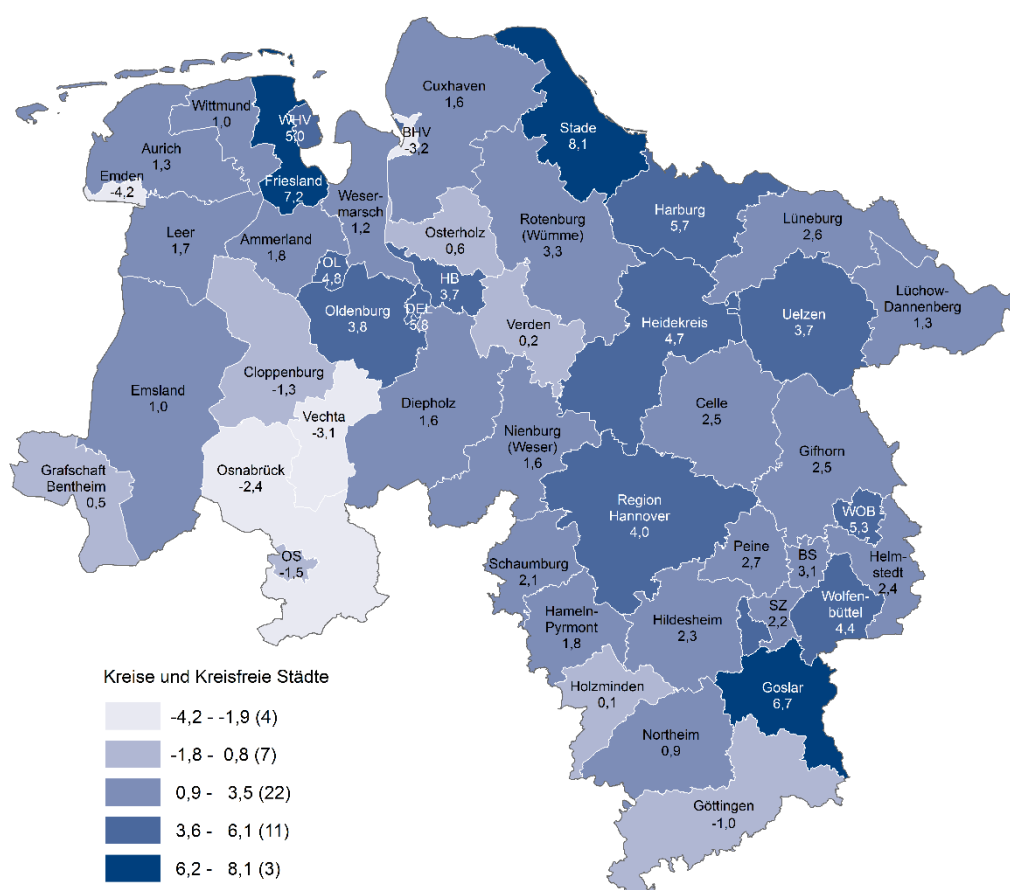 Cuxhaven
1,6
Wittmund
1,0
WHV
5,0
BHV
-3,2
Stade
8,1
Aurich
1,3
Emden
-4,2
Friesland
7,2
Weser-
marsch
1,2
Harburg
5,7
Lüneburg
2,6
Rotenburg
(Wümme)
3,3
Leer
1,7
Ammerland
1,8
Osterholz
0,6
OL
4,8
HB
3,7
Lüchow-
Dannenberg
1,3
Oldenburg
3,8
DEL
5,8
Verden
0,2
Heidekreis
4,7
Uelzen
3,7
Cloppenburg
-1,3
Emsland
1,0
Vechta
-3,1
Diepholz
1,6
Celle
2,5
Nienburg
(Weser)
1,6
Gifhorn
2,5
Grafschaft
Bentheim
0,5
Osnabrück
-2,4
Region
Hannover
4,0
WOB
5,3
OS
-1,5
Schaumburg
2,1
Peine
2,7
BS
3,1
Helm-
stedt
2,4
Hameln-
Pyrmont
1,8
Hildesheim
2,3
SZ
2,2
Wolfen-
büttel
4,4
Holzminden
0,1
Goslar
6,7
Northeim
0,9
Göttingen
-1,0
Kreise und Kreisfreie Städte
-4,2 - -1,9 (4)
-1,8 - 0,8 (7)
0,9 - 3,5 (22)
3,6 - 6,1 (11)
6,2 - 8,1 (3)